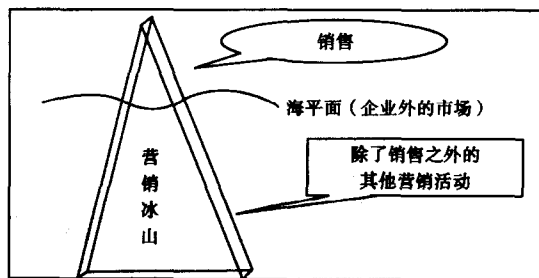 销售
海平面（企业外的市场）
除了销售之外的
其他营销活动
营销冰山